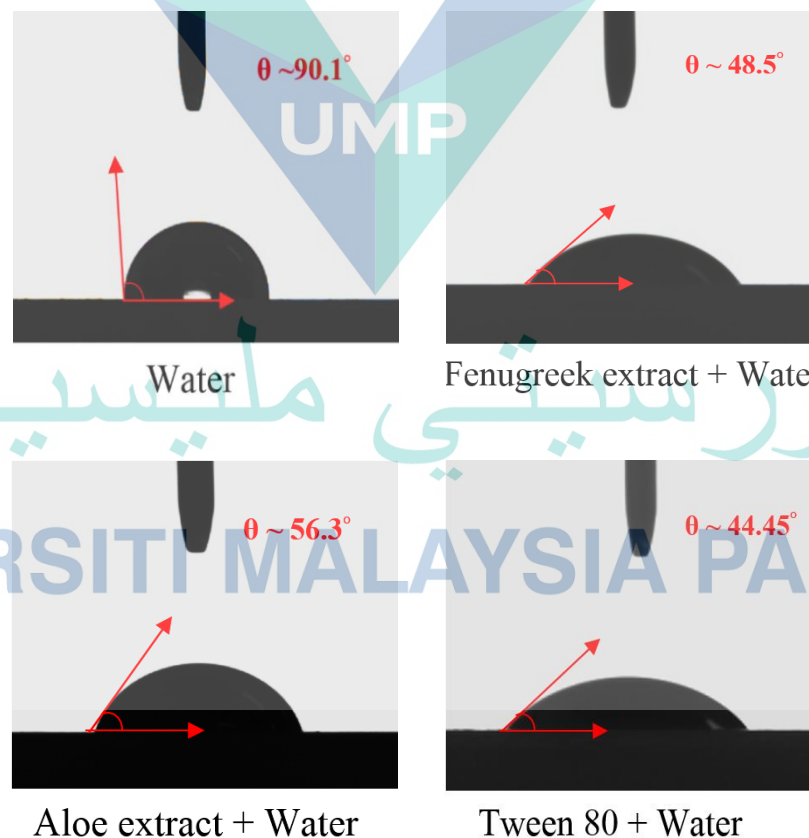 θ ~90.1°
θ ~ 48.5°
UMP
Water
Fenugreek extract + Wate
θ ~ 56.3°
θ ~ 44.45°
RSITI MALAYSIA PA
Aloe extract + Water
Tween 80 + Water